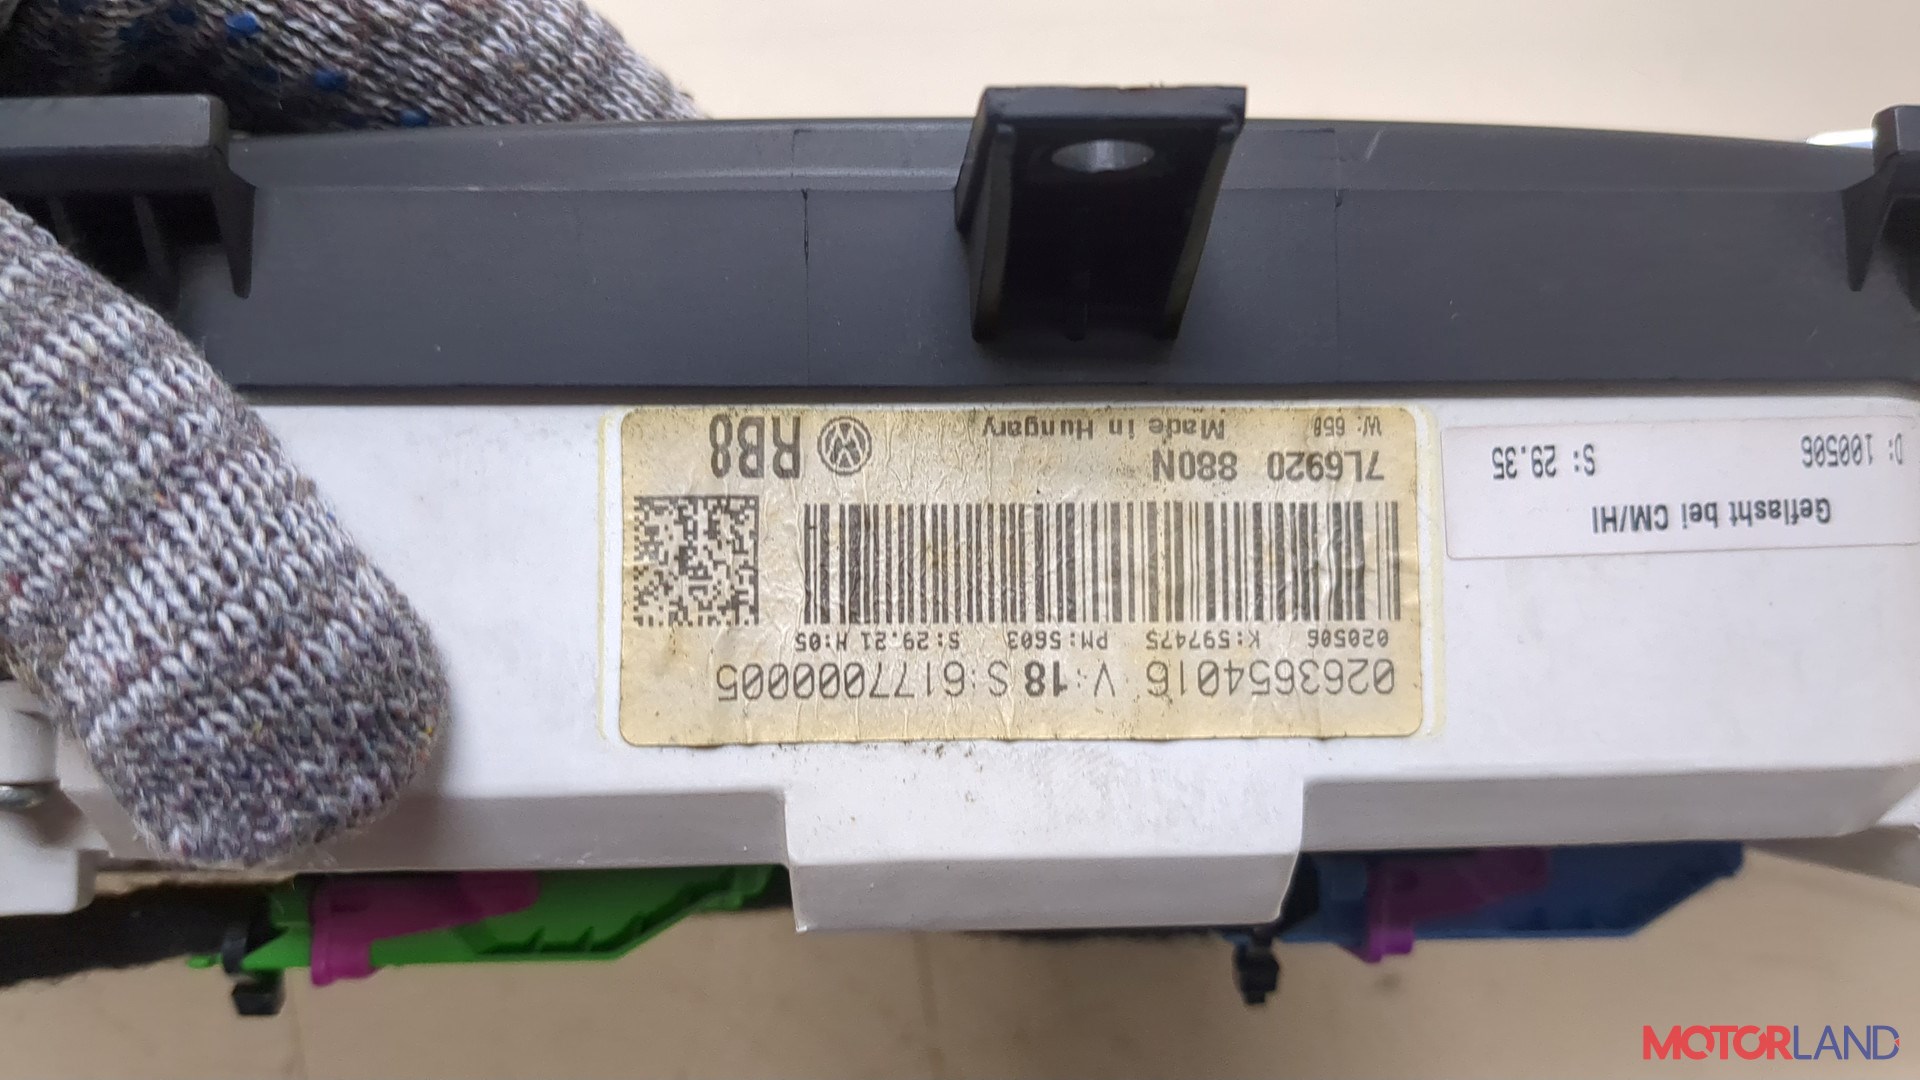 0263654016 V:18 S:6177000005
020506 K:597475 PM:5603 S:29.21 H:05
7L6920 880N
RB8
W: 658 Made in Hungary
Geflasht bei CM/HI
D: 100506 S: 29.35
MOTORLAND